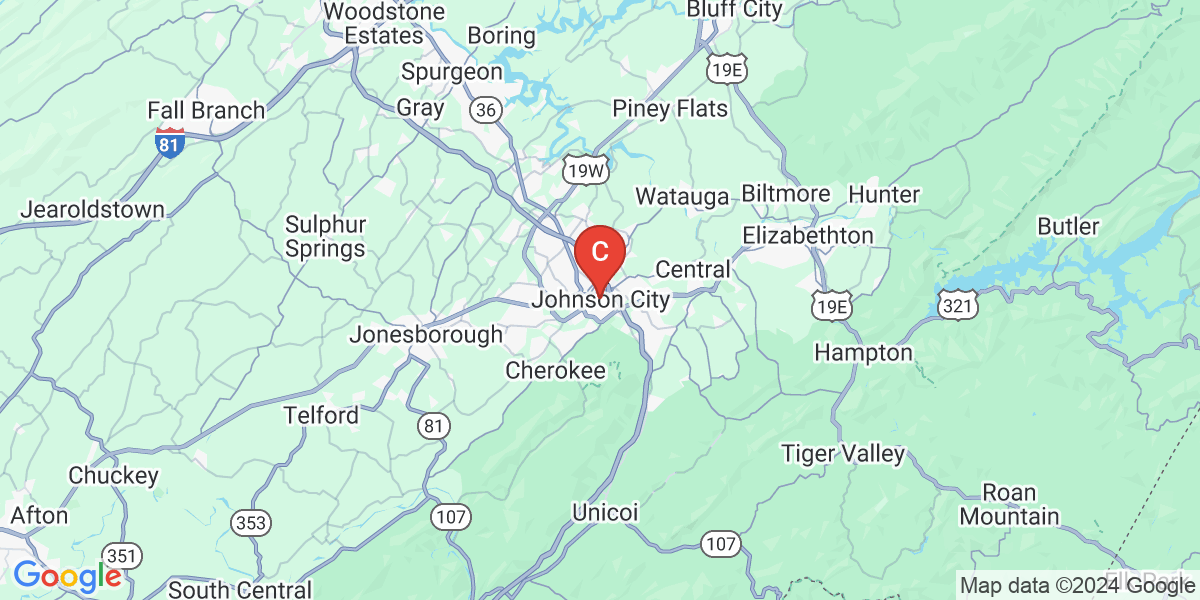 Woodstone
Estates
Boring
Bluff City
Spurgeon
19E
Fall Branch
Gray
36
Piney Flats
81
19W
Jearoldstown
Watauga
Biltmore
Hunter
Sulphur
Springs
Elizabethton
Butler
C
Central
Johnson City
19E
321
Jonesborough
Hampton
Cherokee
Telford
81
Tiger Valley
Chuckey
Roan
Mountain
Afton
353
107
Unicoi
107
351
Google
South Central
Elk Park
Map data ©2024 Google